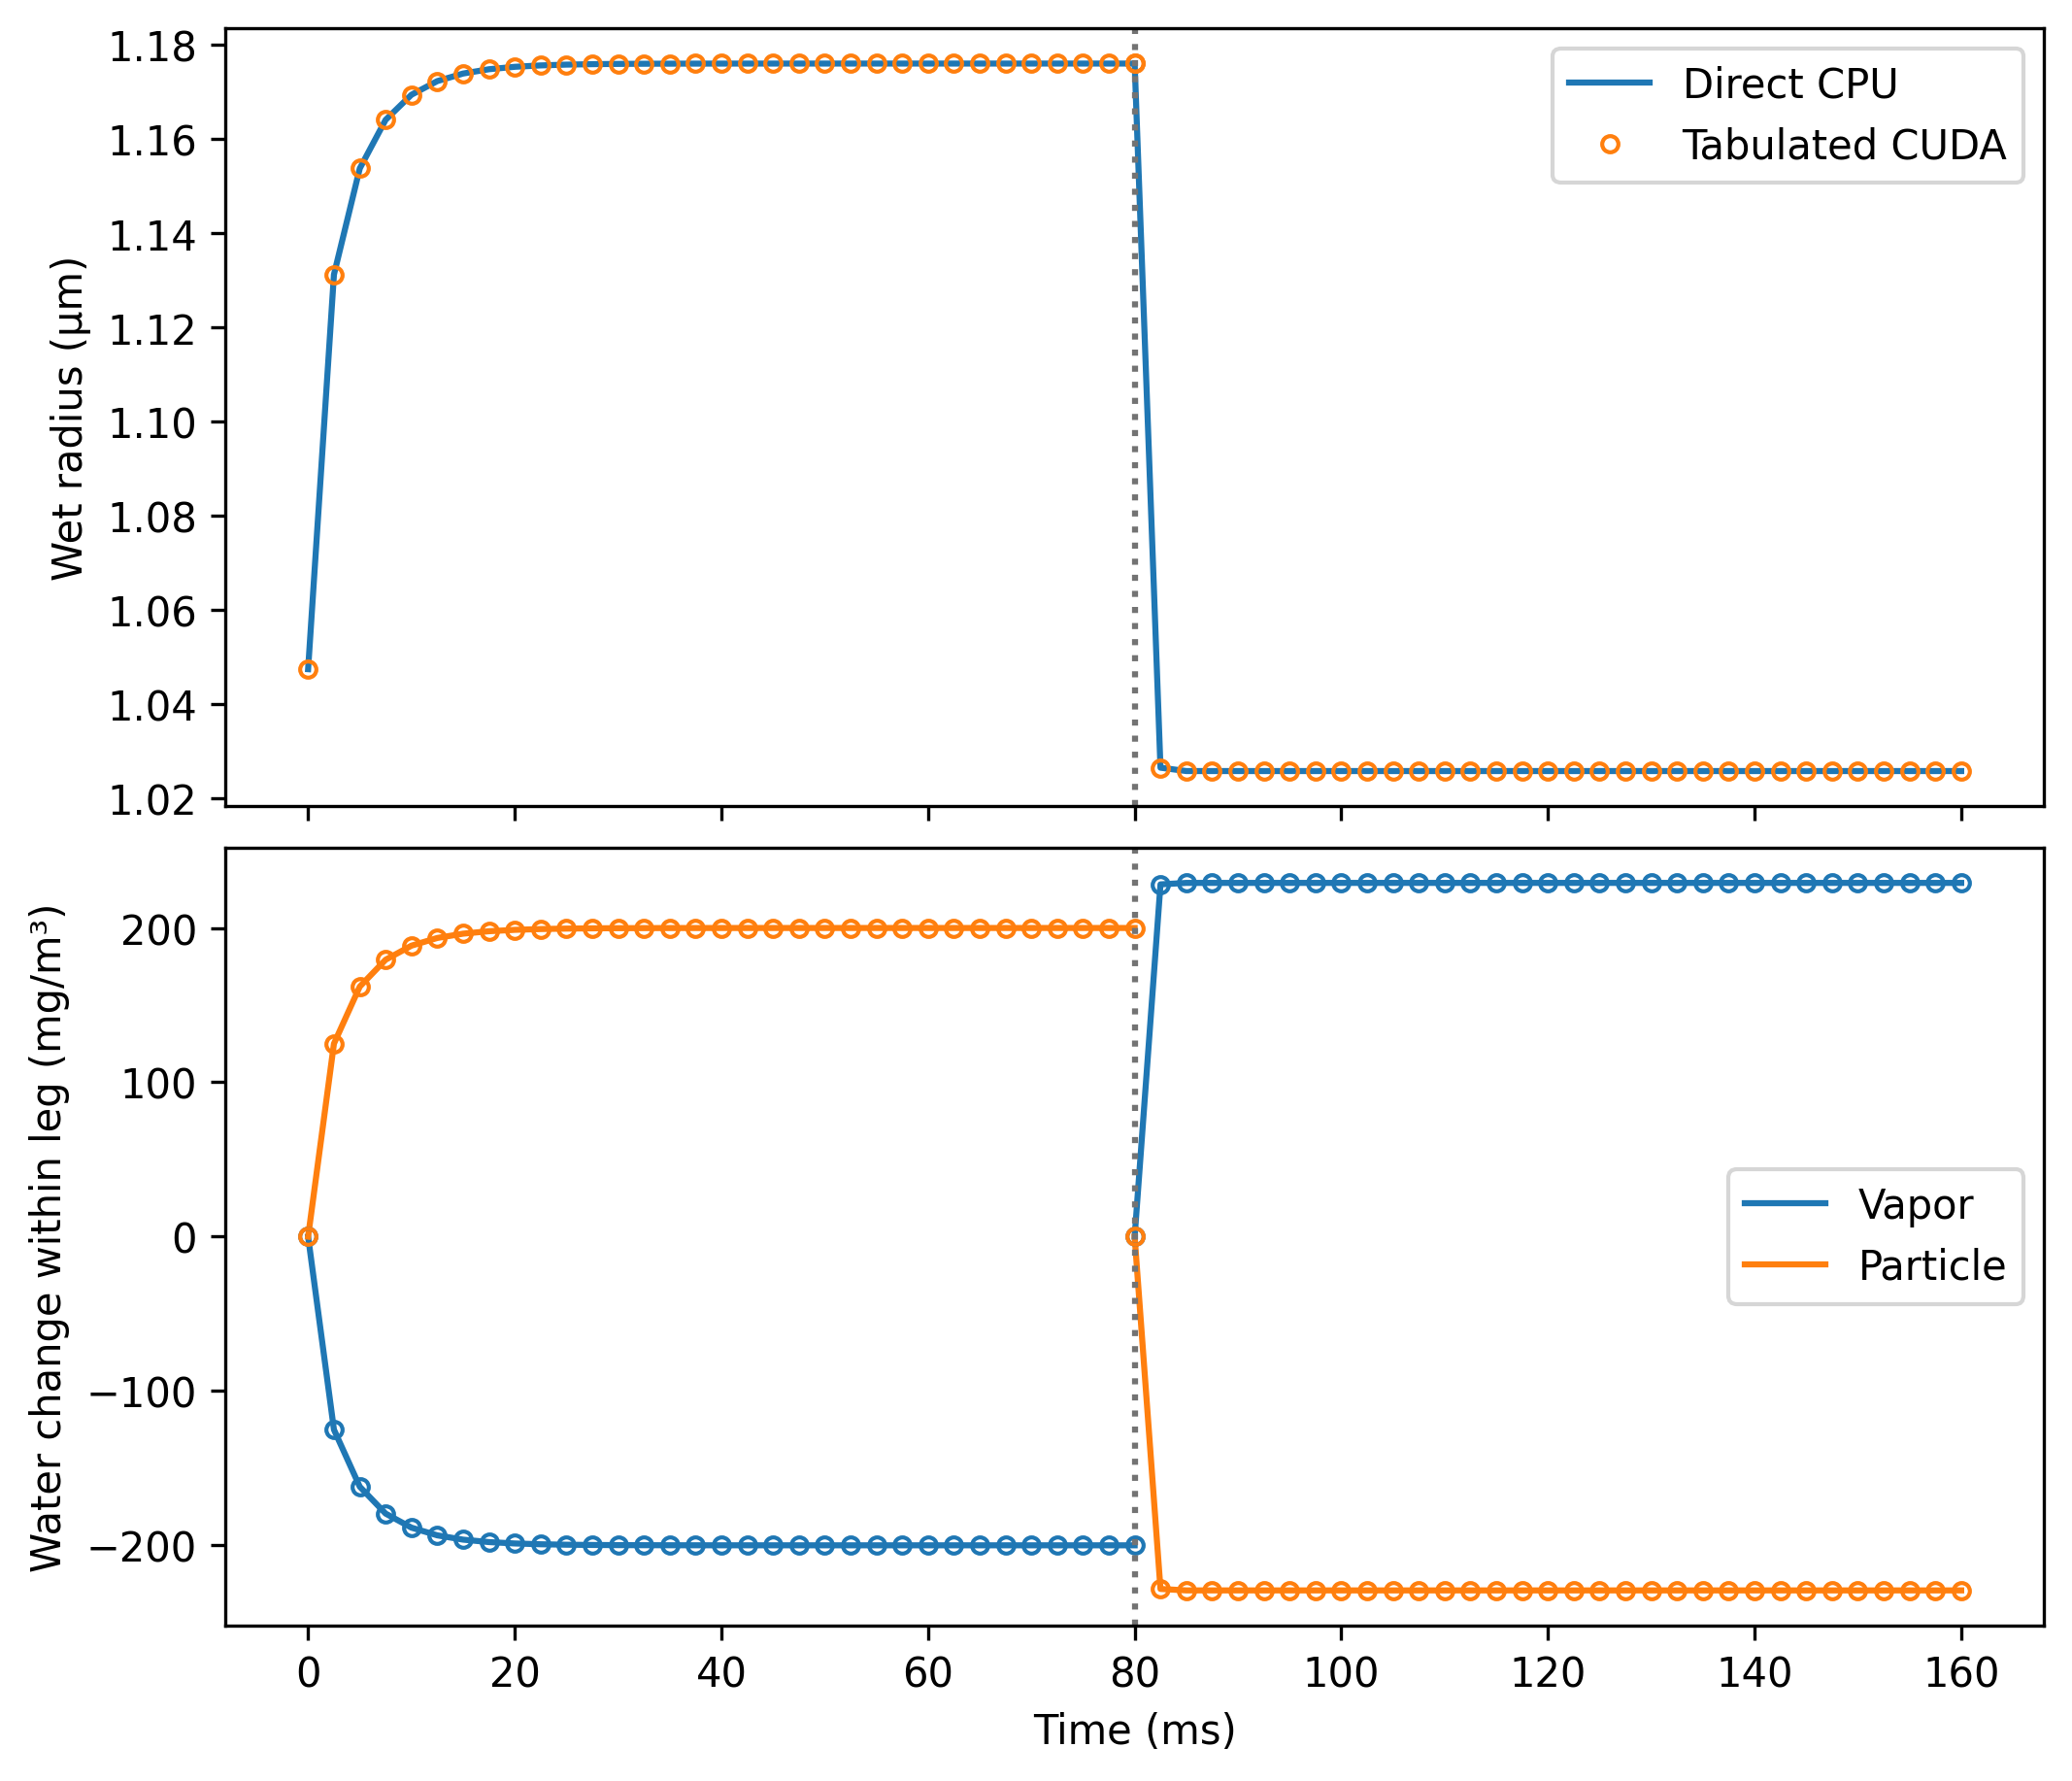 1.18
1.16
1.14
1.12
1.10
1.08
1.06
1.04
1.02
Wet radius (µm)
Direct CPU
Tabulated CUDA
200
100
0
−100
−200
Water change within leg (mg/m³)
Vapor
Particle
0 20 40 60 80 100 120 140 160
Time (ms)